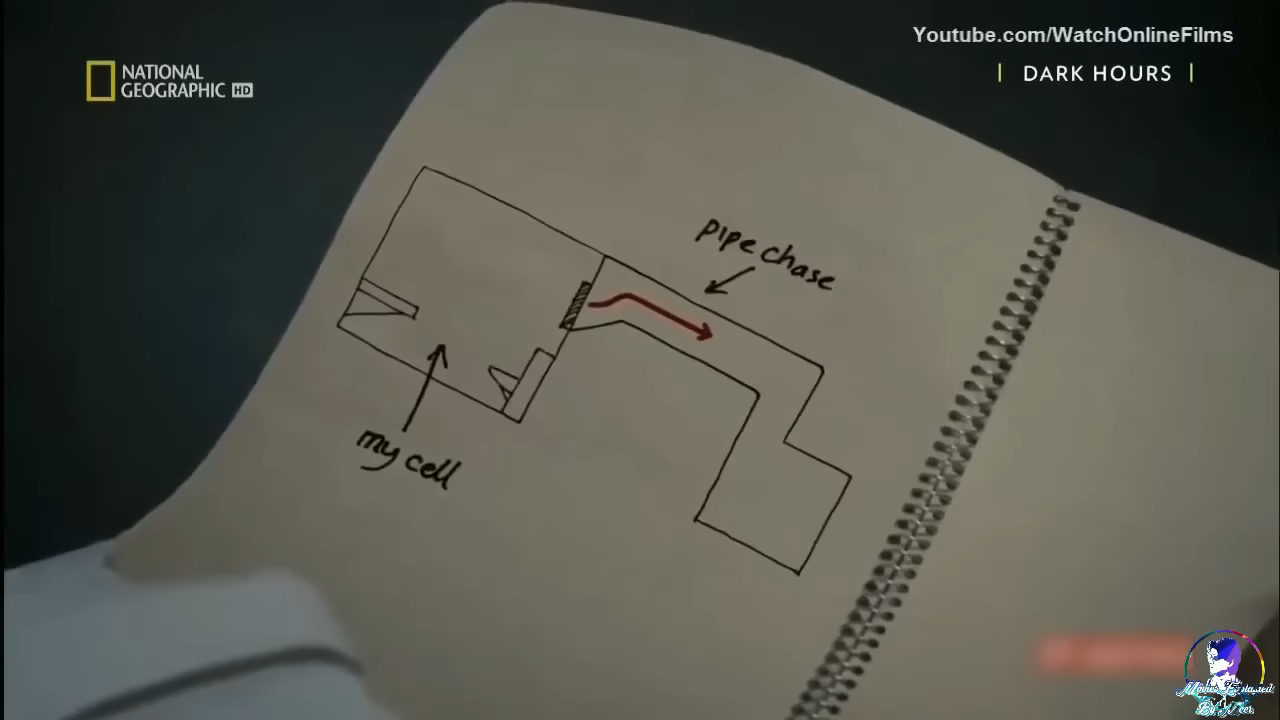 Youtube.com/WatchOnlineFilms
NATIONAL
GEOGRAPHIC HD
| DARK HOURS |
pipe chase
my cell